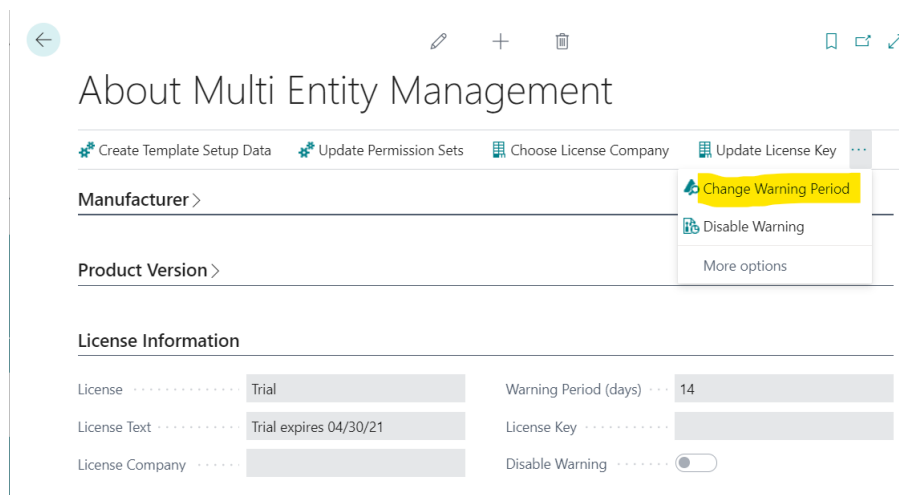 About Multi Entity Management
Create Template Setup Data Update Permission Sets Choose License Company Update License Key ...
Change Warning Period
Manufacturer >
Disable Warning
More options
Product Version >
License Information
License Trial Warning Period (days) 14
License Text Trial expires 04/30/21 License Key
License Company Disable Warning